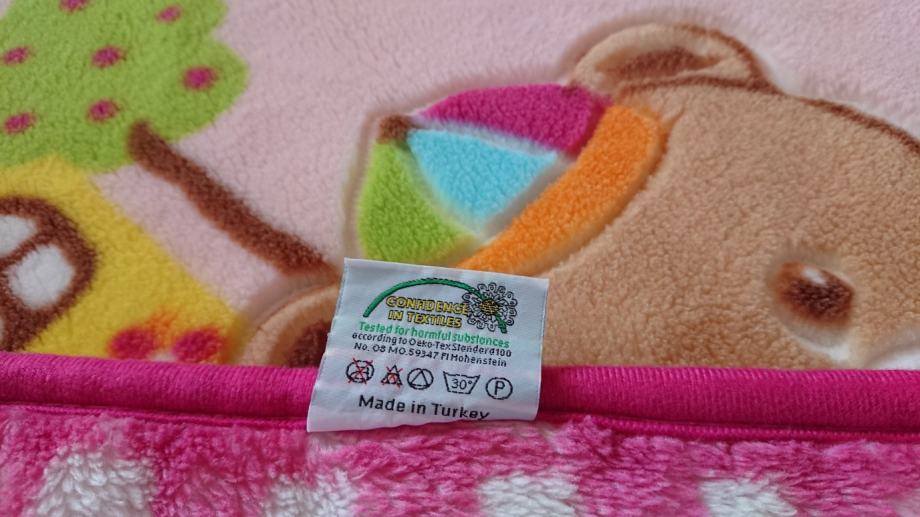 CONFIDENCE
IN TEXTILES
Tested for harmful substances
according to Oeko-Tex Standard 100
No. 08 MO.59347 FI Hohenstein
30°
P
Made in Turkey